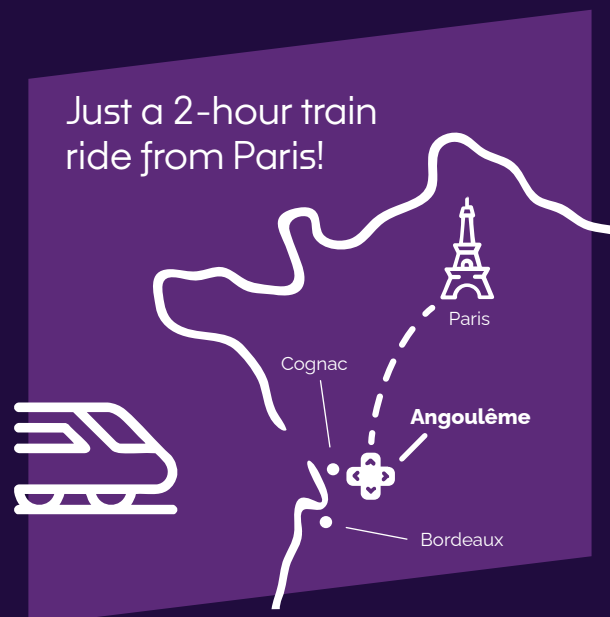 Just a 2-hour train
ride from Paris!
Paris
Cognac
Angoulême
Bordeaux